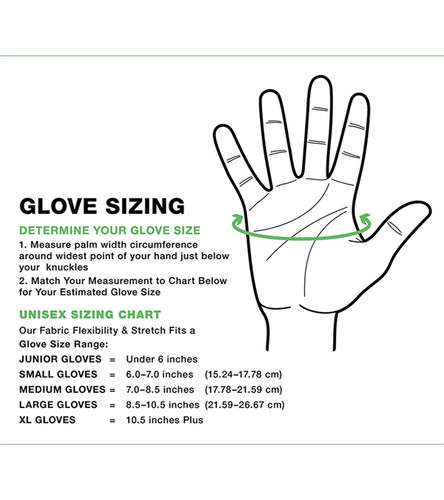 GLOVE SIZING
DETERMINE YOUR GLOVE SIZE
1. Measure palm width circumference
around widest point of your hand just below
your knuckles
2. Match Your Measurement to Chart Below
for Your Estimated Glove Size
UNISEX SIZING CHART
Our Fabric Flexibility & Stretch Fits a
Glove Size Range:
JUNIOR GLOVES = Under 6 inches
SMALL GLOVES = 6.0–7.0 inches (15.24–17.78 cm)
MEDIUM GLOVES = 7.0–8.5 inches (17.78–21.59 cm)
LARGE GLOVES = 8.5–10.5 inches (21.59–26.67 cm)
XL GLOVES = 10.5 inches Plus